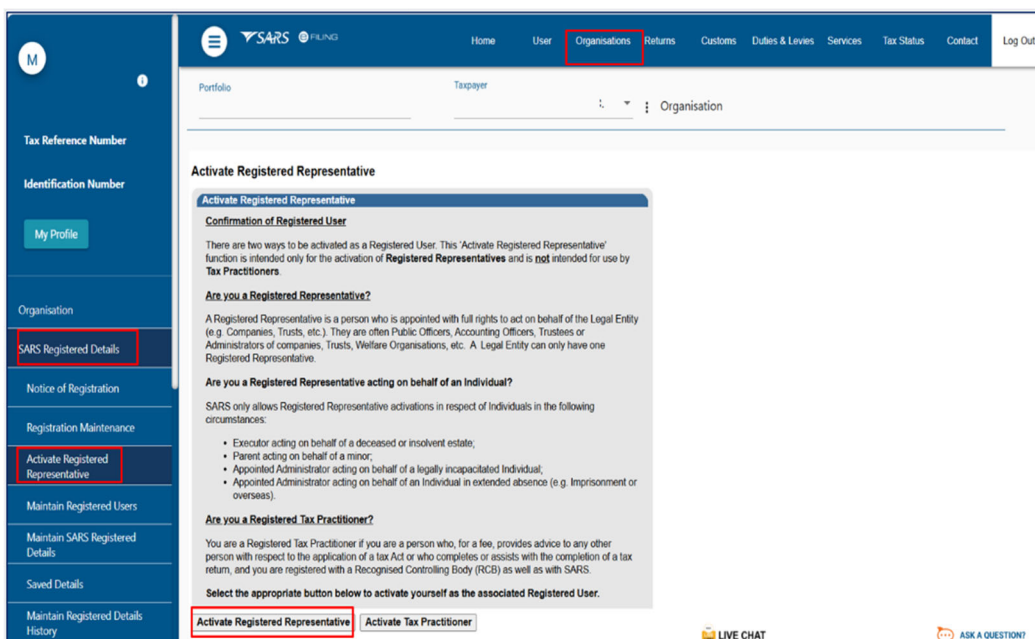 SARS eFILING
Home User Organisations Returns Customs Duties & Levies Services Tax Status Contact Log Out
M
Portfolio
Taxpayer
Organisation
Tax Reference Number
Identification Number
My Profile
Organisation
SARS Registered Details
Notice of Registration
Registration Maintenance
Activate Registered
Representative
Maintain Registered Users
Maintain SARS Registered
Details
Saved Details
Maintain Registered Details
History
Activate Registered Representative
Activate Registered Representative
Confirmation of Registered User
There are two ways to be activated as a Registered User. This 'Activate Registered Representative'
function is intended only for the activation of Registered Representatives and is not intended for use by
Tax Practitioners.
Are you a Registered Representative?
A Registered Representative is a person who is appointed with full rights to act on behalf of the Legal Entity
(e.g. Companies, Trusts, etc.). They are often Public Officers, Accounting Officers, Trustees or
Administrators of companies, Trusts, Welfare Organisations, etc. A Legal Entity can only have one
Registered Representative.
Are you a Registered Representative acting on behalf of an Individual?
SARS only allows Registered Representative activations in respect of Individuals in the following
circumstances:
• Executor acting on behalf of a deceased or insolvent estate;
• Parent acting on behalf of a minor;
• Appointed Administrator acting on behalf of a legally incapacitated Individual;
• Appointed Administrator acting on behalf of an Individual in extended absence (e.g. Imprisonment or
overseas).
Are you a Registered Tax Practitioner?
You are a Registered Tax Practitioner if you are a person who, for a fee, provides advice to any other
person with respect to the application of a tax Act or who completes or assists with the completion of a tax
return, and you are registered with a Recognised Controlling Body (RCB) as well as with SARS.
Select the appropriate button below to activate yourself as the associated Registered User.
Activate Registered Representative Activate Tax Practitioner
LIVE CHAT
ASK A QUESTION?